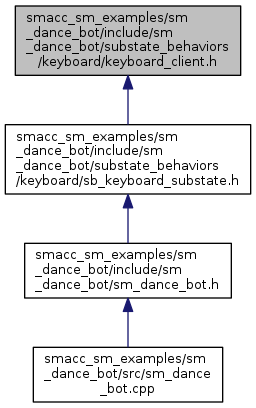 smacc_sm_examples/sm
_dance_bot/include/sm
_dance_bot/substate_behaviors
/keyboard/keyboard_client.h
smacc_sm_examples/sm
_dance_bot/include/sm
_dance_bot/substate_behaviors
/keyboard/sb_keyboard_substate.h
smacc_sm_examples/sm
_dance_bot/include/sm
_dance_bot/sm_dance_bot.h
smacc_sm_examples/sm
_dance_bot/src/sm_dance
_bot.cpp